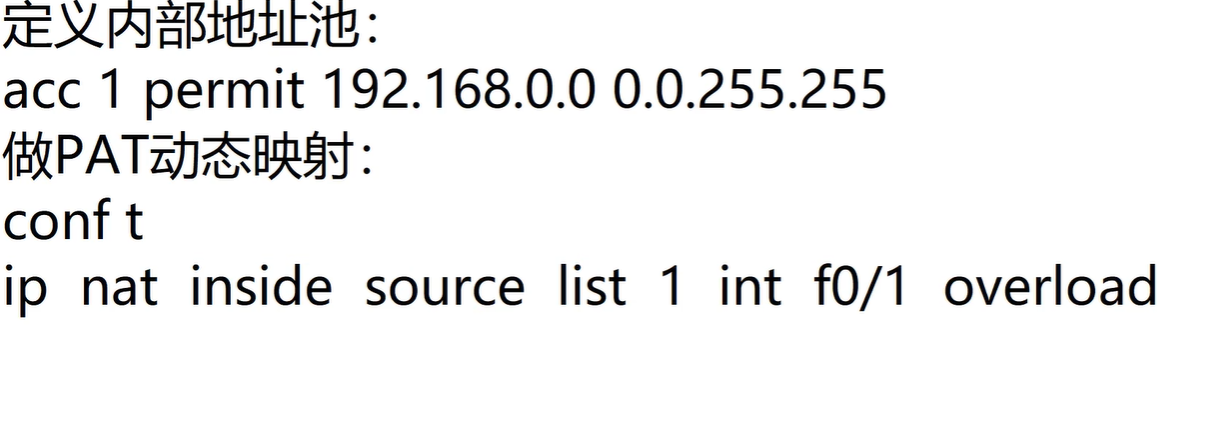 定义内部地址池：
acc 1 permit 192.168.0.0 0.0.255.255
做PAT动态映射：
conf t
ip nat inside source list 1 int f0/1 overload